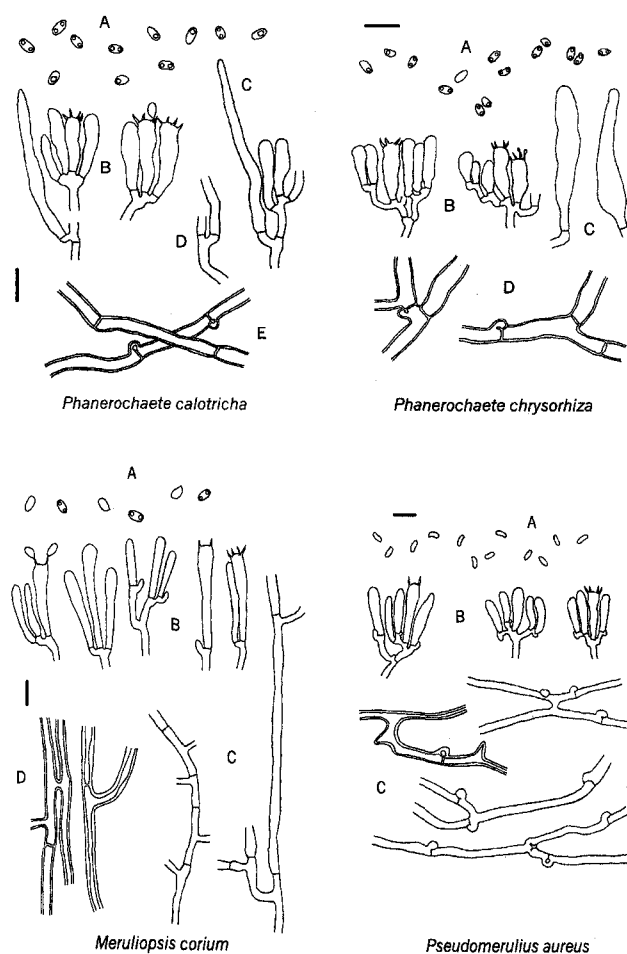 A
C
B
D
E
Phanerochaete calotricha
A
B
C
D
Phanerochaete chrysorhiza
A
B
D
C
Meruliopsis corium
A
B
C
Pseudomerulius aureus